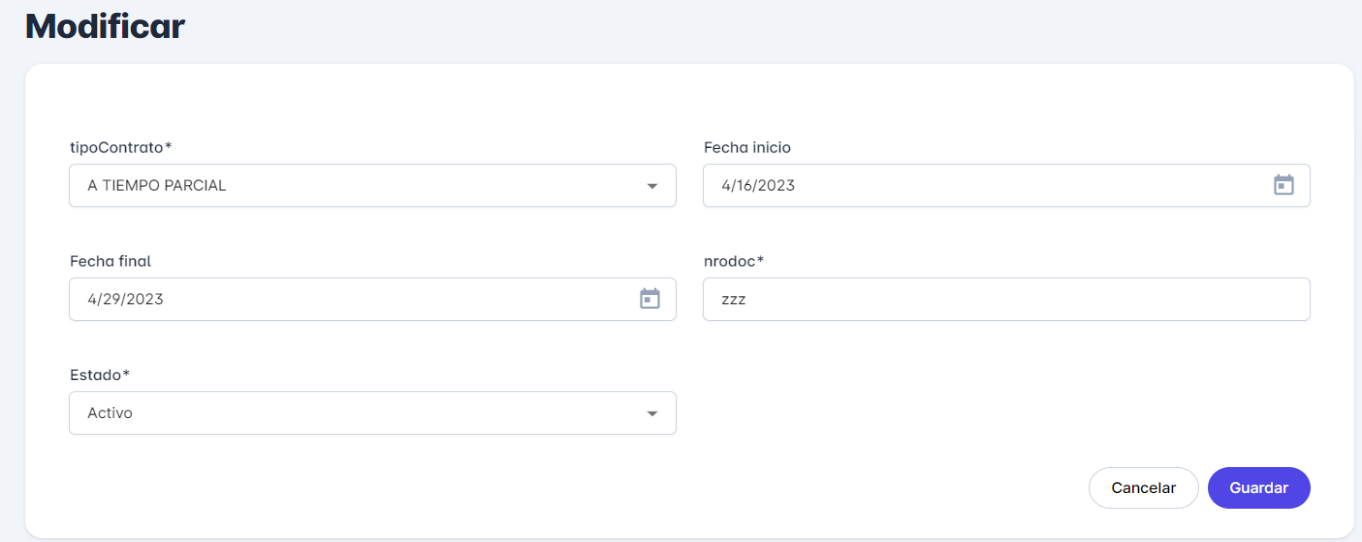 Modificar
tipoContrato*
Fecha inicio
A TIEMPO PARCIAL
4/16/2023
Fecha final
nrodoc*
4/29/2023
zzz
Estado*
Activo
Cancelar
Guardar